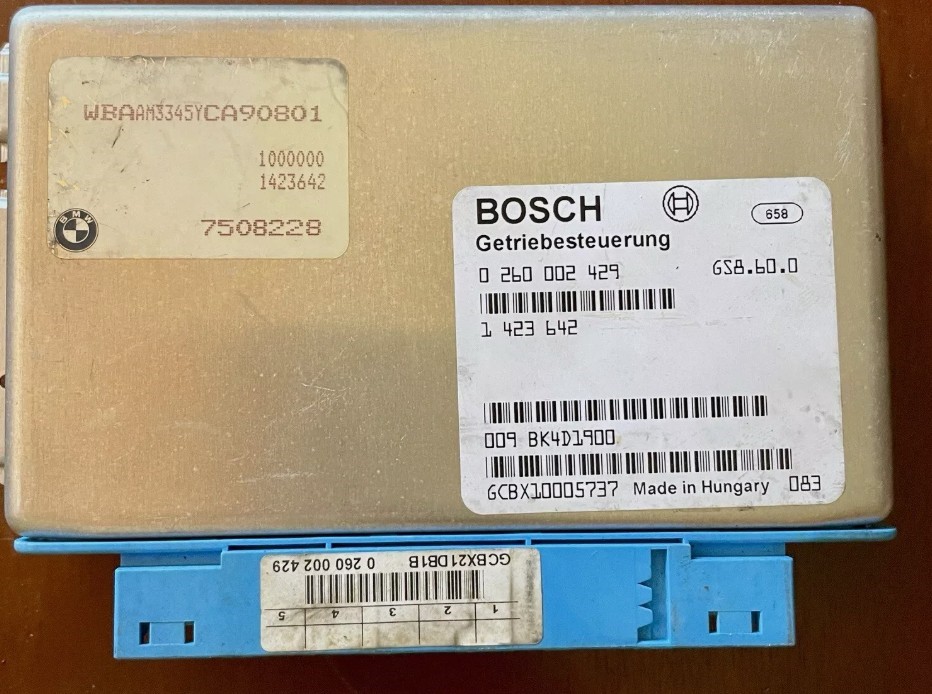 WBAAM3345YCA90801
1000000
1423642
BMW
7508228
BOSCH
658
Getriebesteuerung
0 260 002 429 GS8.60.0
1 423 642
009 BK4D1900
GCBX10005737 Made in Hungary 083
GCBX21DB1B 0 260 002 429
1 2 3 4 5